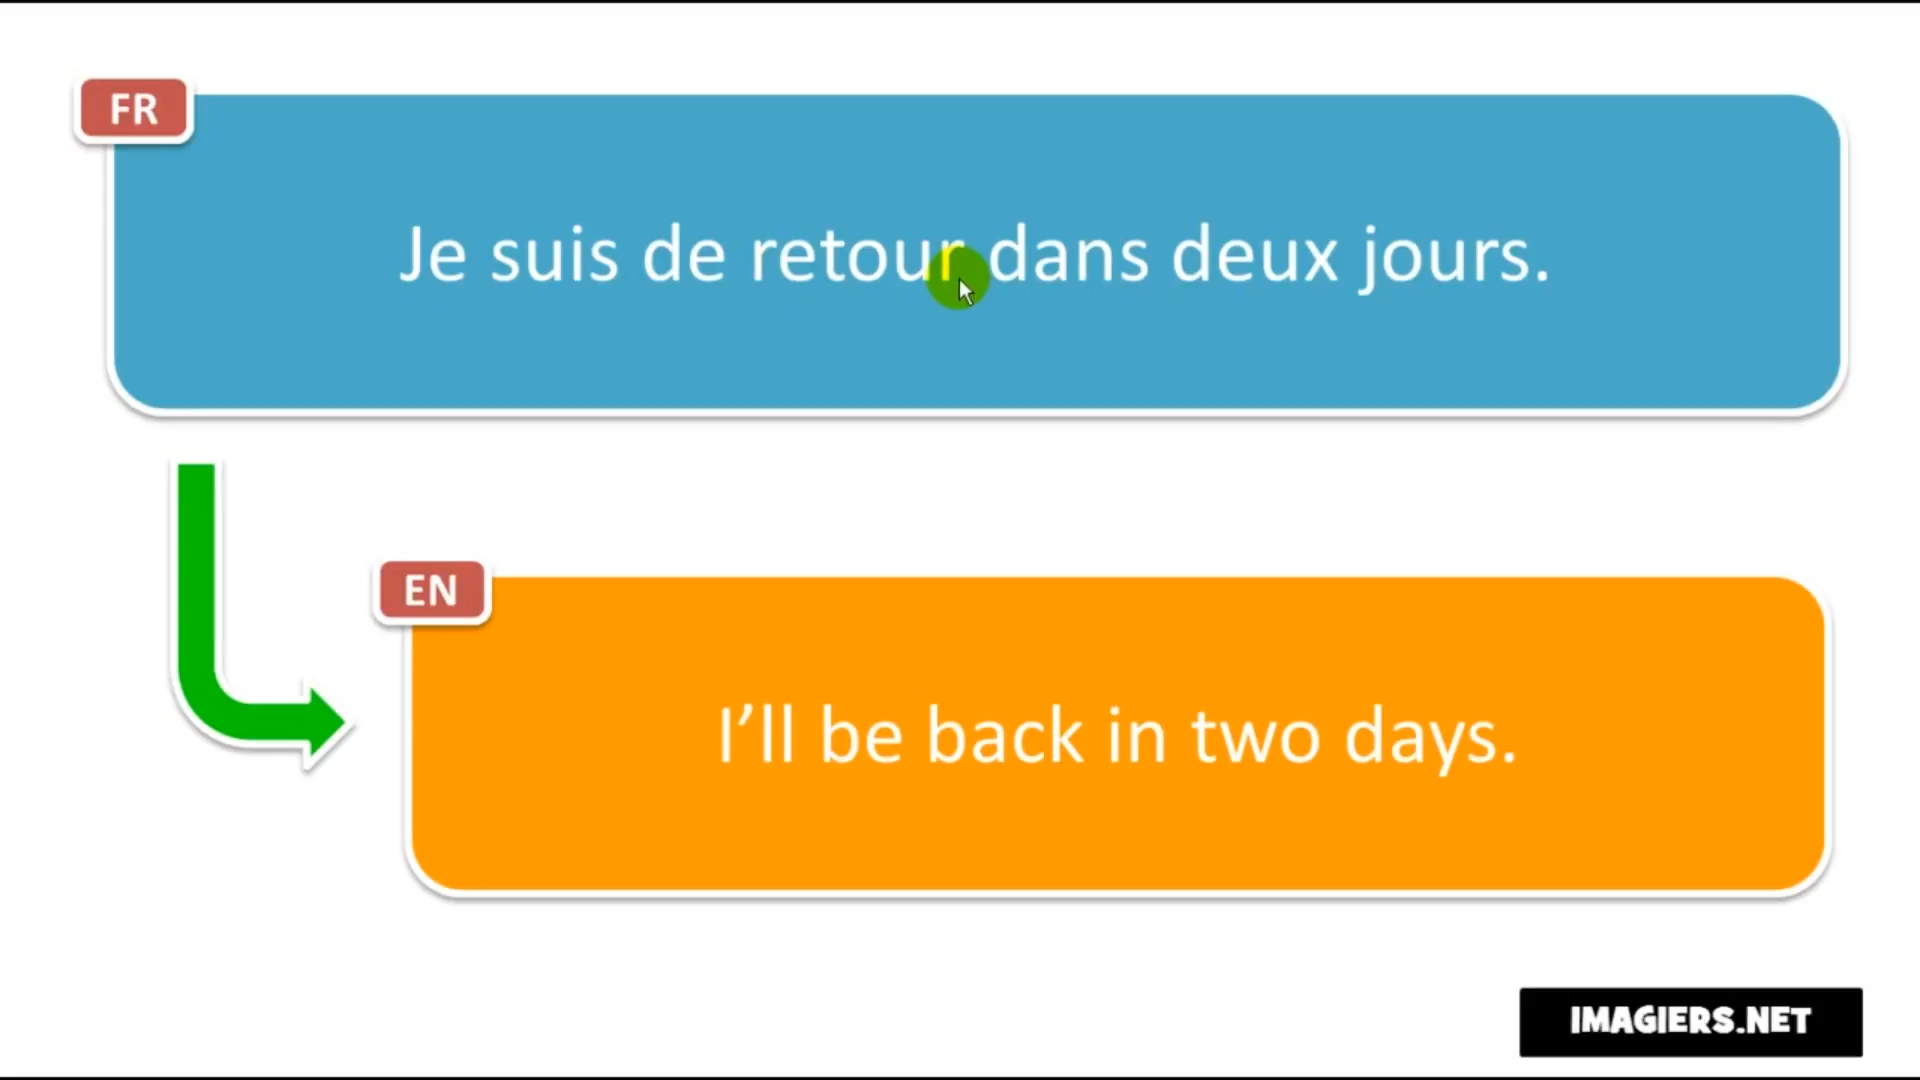 FR
Je suis de retour dans deux jours.
EN
I’ll be back in two days.
IMAGIERS.NET